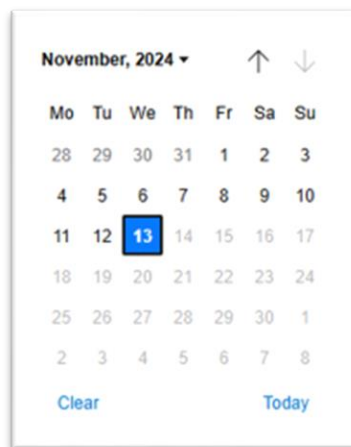 November, 2024
Mo Tu We Th Fr Sa Su
28 29 30 31 1 2 3
4 5 6 7 8 9 10
11 12 13 14 15 16 17
18 19 20 21 22 23 24
25 26 27 28 29 30 1
2 3 4 5 6 7 8
Clear Today